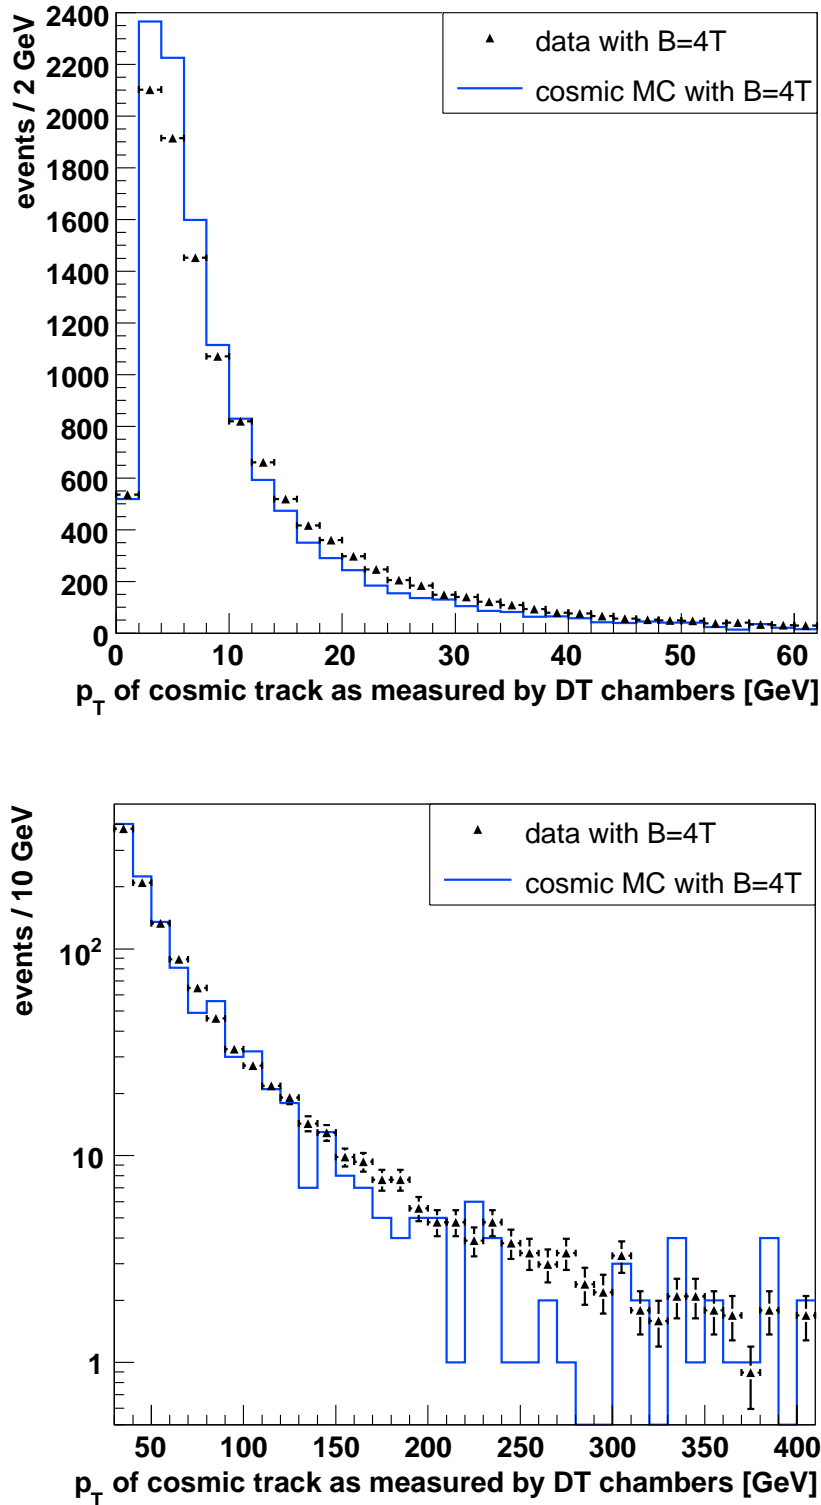 events / 2 GeV
2400
2200
2000
1800
1600
1400
1200
1000
800
600
400
200
0
data with B=4T
cosmic MC with B=4T
0 10 20 30 40 50 60
p_T of cosmic track as measured by DT chambers [GeV]
events / 10 GeV
10²
10
1
data with B=4T
cosmic MC with B=4T
50 100 150 200 250 300 350 400
p_T of cosmic track as measured by DT chambers [GeV]